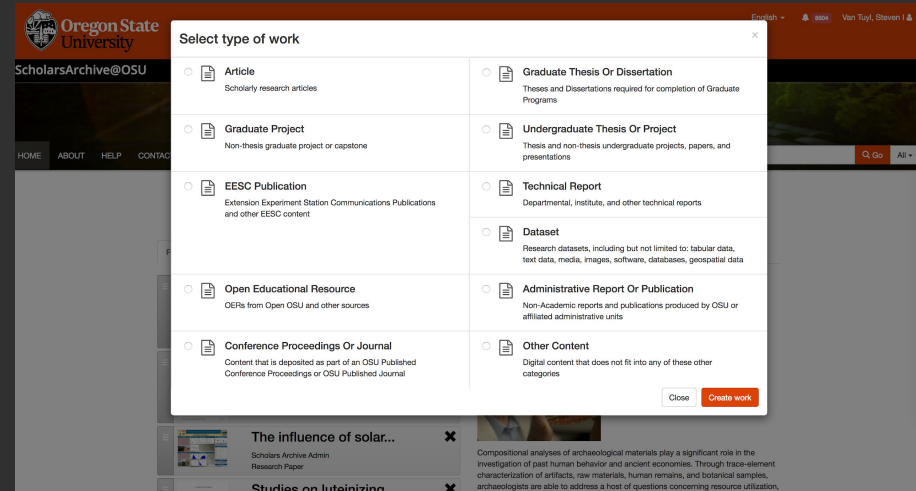 Oregon State
University
English
8504
Van Tuyl, Steven I
ScholarsArchive@OSU
HOME ABOUT HELP CONTAC
Go
All
Select type of work
×
Article
Scholarly research articles
Graduate Thesis Or Dissertation
Theses and Dissertations required for completion of Graduate
Programs
Graduate Project
Non-thesis graduate project or capstone
Undergraduate Thesis Or Project
Thesis and non-thesis undergraduate projects, papers, and
presentations
EESC Publication
Extension Experiment Station Communications Publications
and other EESC content
Technical Report
Departmental, institute, and other technical reports
Dataset
Research datasets, including but not limited to: tabular data,
text data, media, images, software, databases, geospatial data
Open Educational Resource
OERs from Open OSU and other sources
Administrative Report Or Publication
Non-Academic reports and publications produced by OSU or
affiliated administrative units
Conference Proceedings Or Journal
Content that is deposited as part of an OSU Published
Conference Proceedings or OSU Published Journal
Other Content
Digital content that does not fit into any of these other
categories
Close
Create work
F
The influence of solar...
Scholars Archive Admin
Research Paper
Studies on luteinizing
Compositional analyses of archaeological materials play a significant role in the
investigation of past human behavior and ancient economies. Through trace-element
characterization of artifacts, raw materials, human remains, and botanical samples,
archaeologists are able to address a host of questions concerning resource utilization,